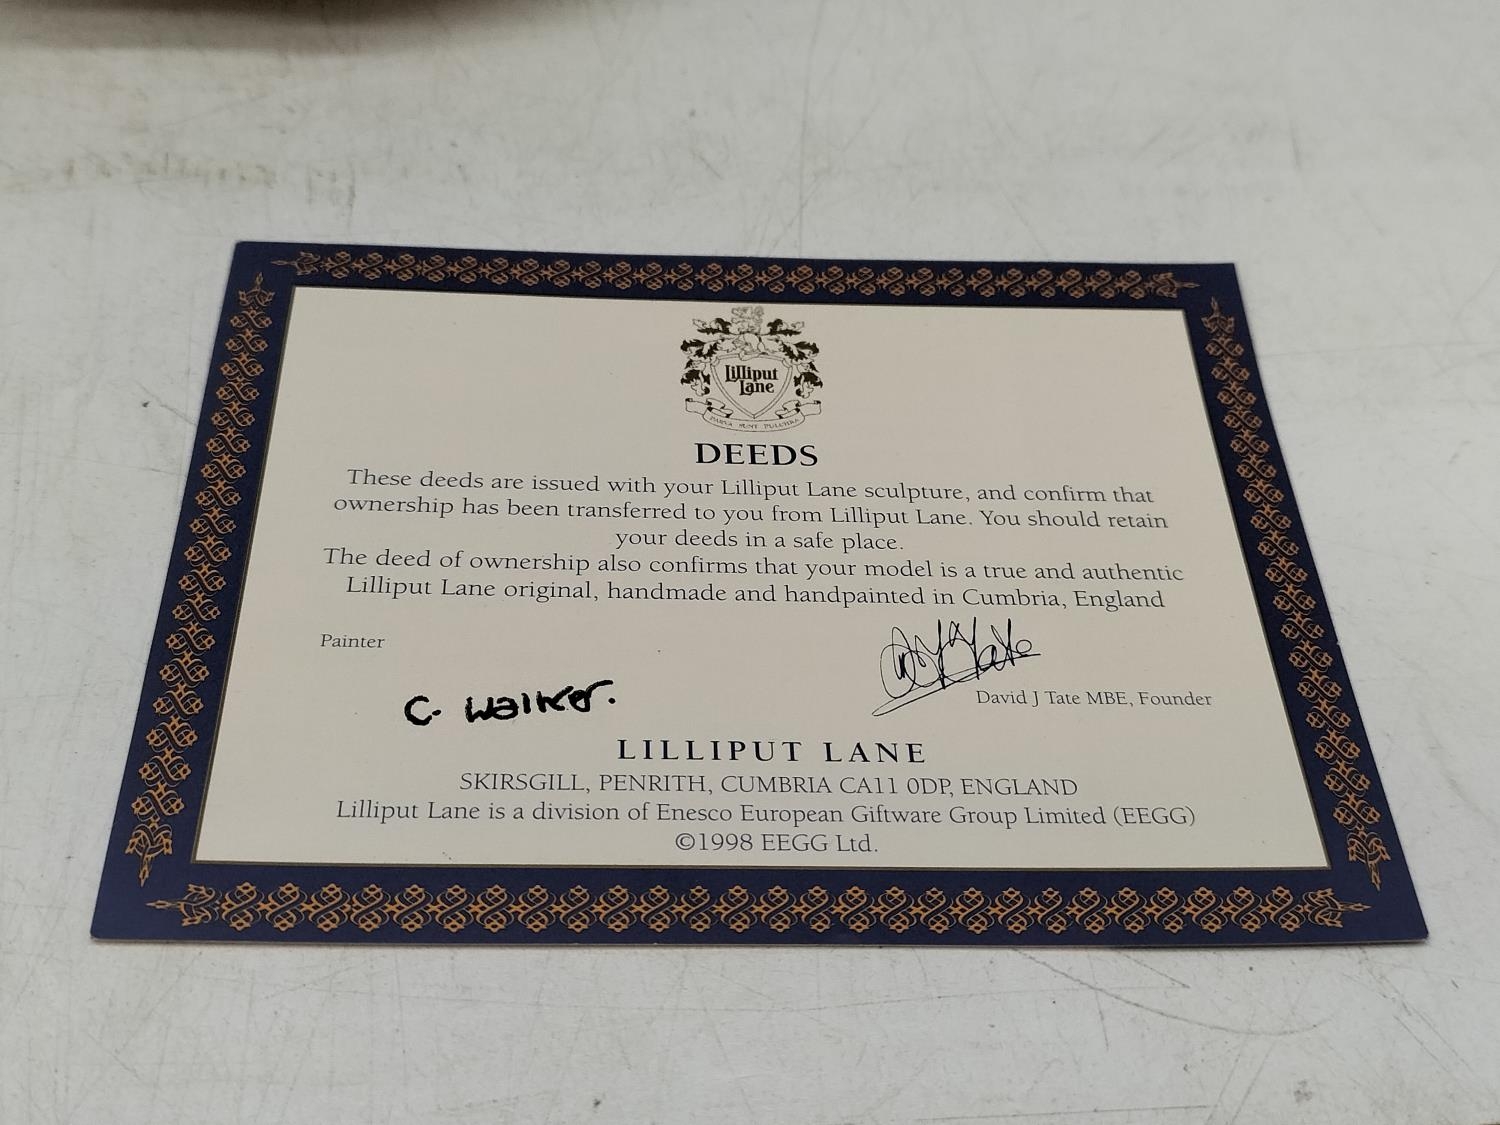 Lilliput
Lane
PARVA SUNT PULCHRA
DEEDS
These deeds are issued with your Lilliput Lane sculpture, and confirm that
ownership has been transferred to you from Lilliput Lane. You should retain
your deeds in a safe place.
The deed of ownership also confirms that your model is a true and authentic
Lilliput Lane original, handmade and handpainted in Cumbria, England
Painter
C. Walker.
David J Tate MBE, Founder
LILLIPUT LANE
SKIRSGILL, PENRITH, CUMBRIA CA11 0DP, ENGLAND
Lilliput Lane is a division of Enesco European Giftware Group Limited (EEGG)
©1998 EEGG Ltd.